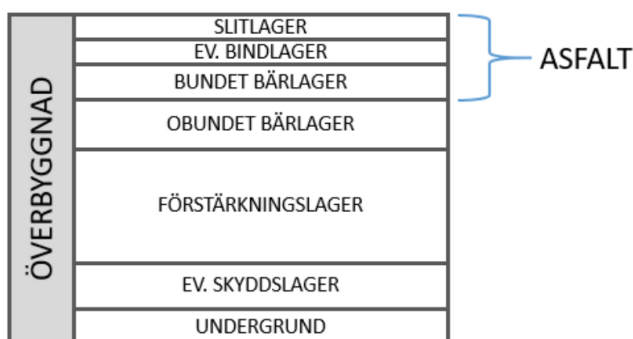 SLITLAGER
EV. BINDLAGER
BUNDET BÄRLAGER
ASFALT
OBUNDET BÄRLAGER
FÖRSTÄRKNINGSLAGER
EV. SKYDDSLAGER
UNDERGRUND
ÖVERBYGGNAD